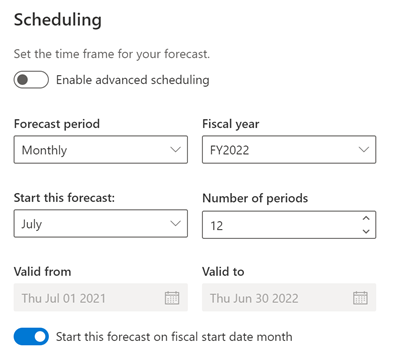 Scheduling
Set the time frame for your forecast.
Enable advanced scheduling
Forecast period
Fiscal year
Monthly
FY2022
Start this forecast:
Number of periods
July
12
Valid from
Valid to
Thu Jul 01 2021
Thu Jun 30 2022
Start this forecast on fiscal start date month